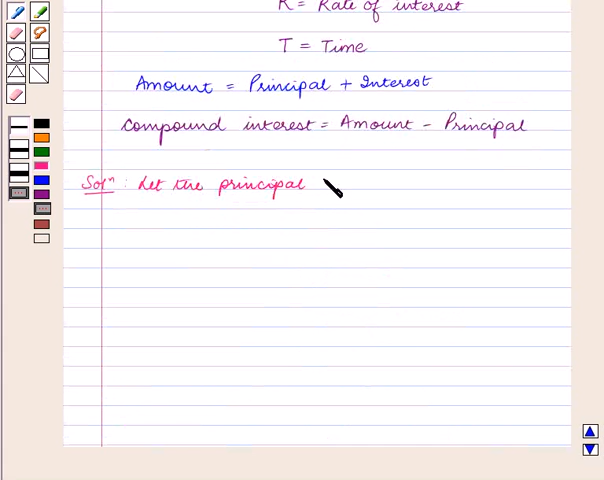 R = Rate of interest
T = Time
Amount = Principal + Interest
Compound interest = Amount - Principal
Solⁿ : Let the principal